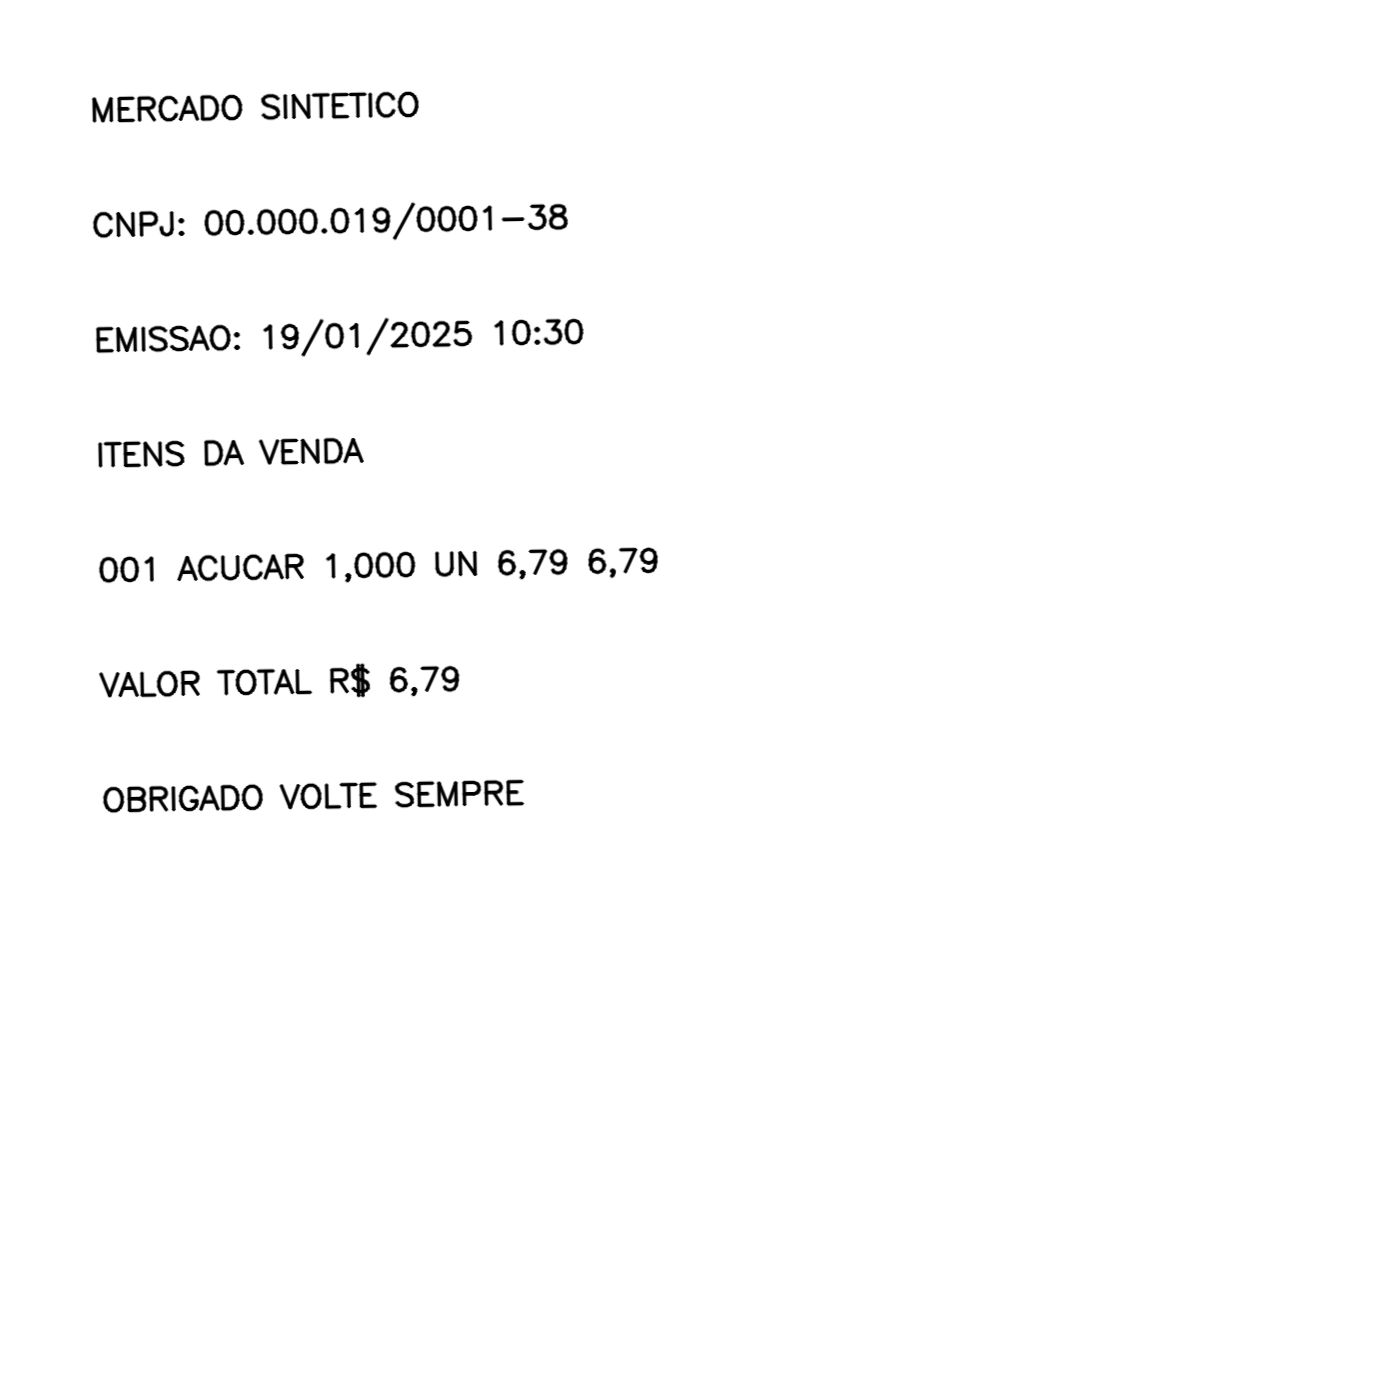 MERCADO SINTETICO
CNPJ: 00.000.019/0001-38
EMISSAO: 19/01/2025 10:30
ITENS DA VENDA
001 ACUCAR 1,000 UN 6,79 6,79
VALOR TOTAL R$ 6,79
OBRIGADO VOLTE SEMPRE